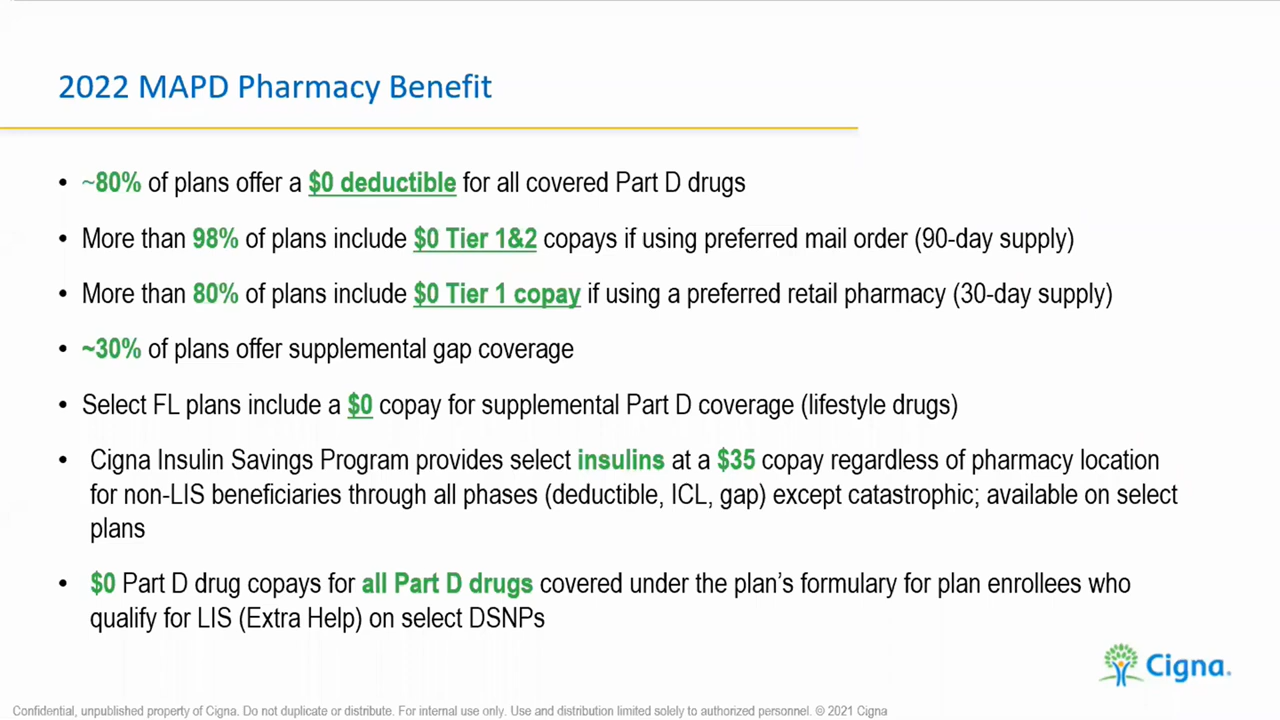 2022 MAPD Pharmacy Benefit
• ~80% of plans offer a $0 deductible for all covered Part D drugs
• More than 98% of plans include $0 Tier 1&2 copays if using preferred mail order (90-day supply)
• More than 80% of plans include $0 Tier 1 copay if using a preferred retail pharmacy (30-day supply)
• ~30% of plans offer supplemental gap coverage
• Select FL plans include a $0 copay for supplemental Part D coverage (lifestyle drugs)
• Cigna Insulin Savings Program provides select insulins at a $35 copay regardless of pharmacy location
for non-LIS beneficiaries through all phases (deductible, ICL, gap) except catastrophic; available on select
plans
• $0 Part D drug copays for all Part D drugs covered under the plan’s formulary for plan enrollees who
qualify for LIS (Extra Help) on select DSNPs
Cigna.
Confidential, unpublished property of Cigna. Do not duplicate or distribute. For internal use only. Use and distribution limited solely to authorized personnel. © 2021 Cigna